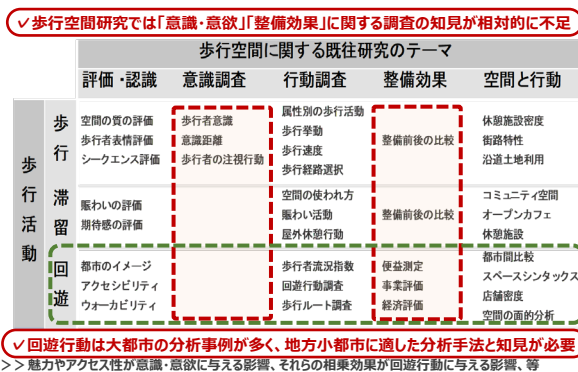 ✓歩行空間研究では「意識・意欲」「整備効果」に関する調査の知見が相対的に不足
歩行空間に関する既往研究のテーマ
評価・認識 意識調査 行動調査 整備効果 空間と行動
歩行活動
歩行
空間の質の評価
歩行者表情評価
シークエンス評価
歩行者意識
意識距離
歩行者の注視行動
属性別の歩行活動
歩行挙動
歩行速度
歩行経路選択
整備前後の比較
休憩施設密度
街路特性
沿道土地利用
滞留
賑わいの評価
期待感の評価
空間の使われ方
賑わい活動
屋外休憩行動
整備前後の比較
コミュニティ空間
オープンカフェ
休憩施設
回遊
都市のイメージ
アクセシビリティ
ウォーカビリティ
歩行者流況指数
回遊行動調査
歩行ルート調査
便益測定
事業評価
経済評価
都市間比較
スペースシンタックス
店舗密度
空間の面的分析
✓回遊行動は大都市の分析事例が多く、地方小都市に適した分析手法と知見が必要
>>魅力やアクセス性が意識・意欲に与える影響、それらの相乗効果が回遊行動に与える影響、等